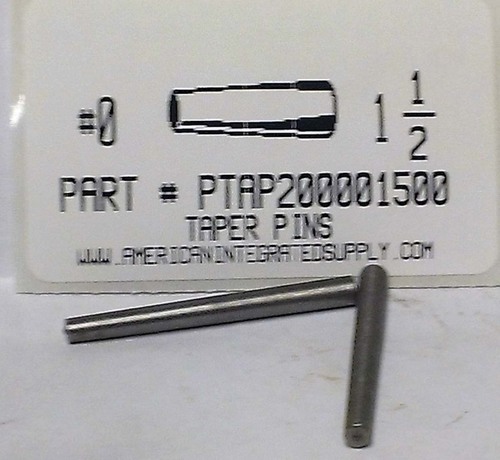 #0 1 1/2
PART # PTAP200001500
TAPER PINS
WWW.AMERICANINTEGRATEDSUPPLY.COM